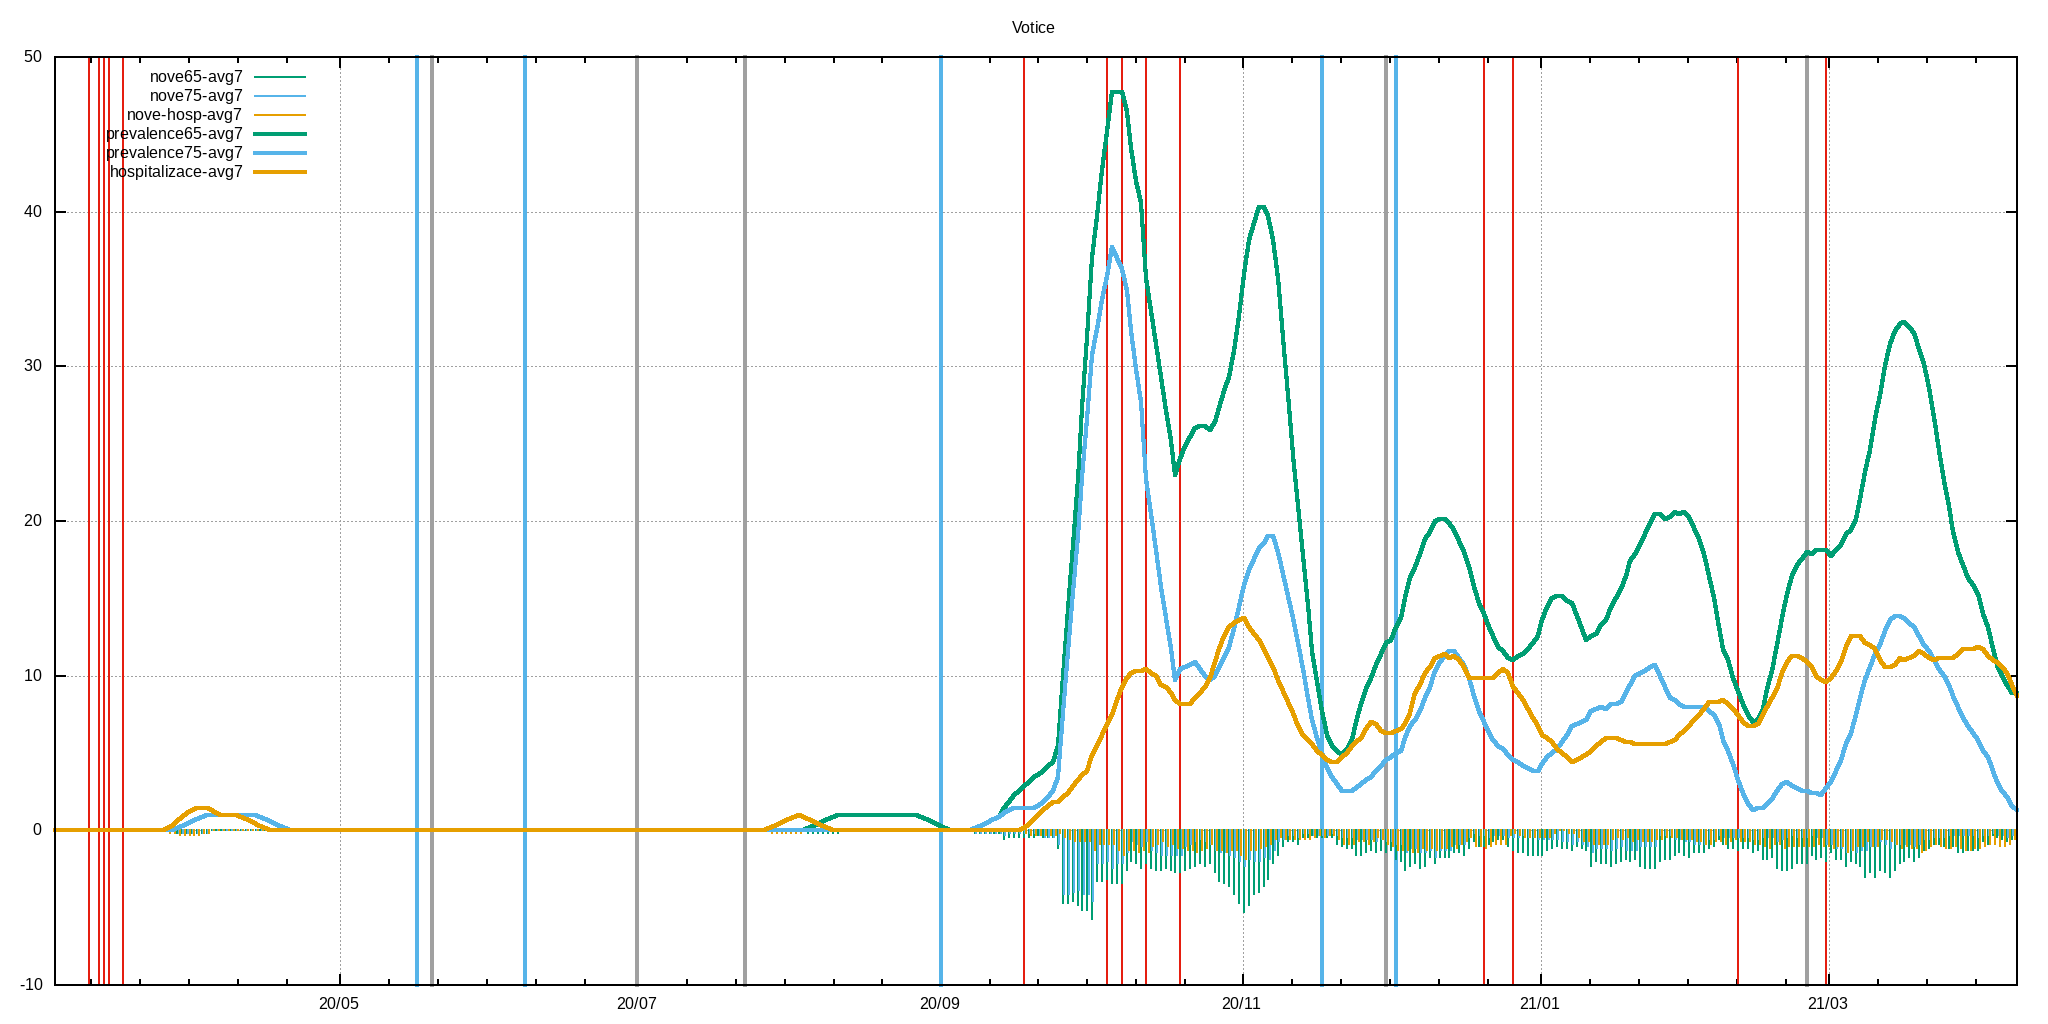 Votice
50
nove65-avg7
nove75-avg7
nove-hosp-avg7
prevalence65-avg7
prevalence75-avg7
hospitalizace-avg7
40
30
20
10
0
-10
20/05 20/07 20/09 20/11 21/01 21/03